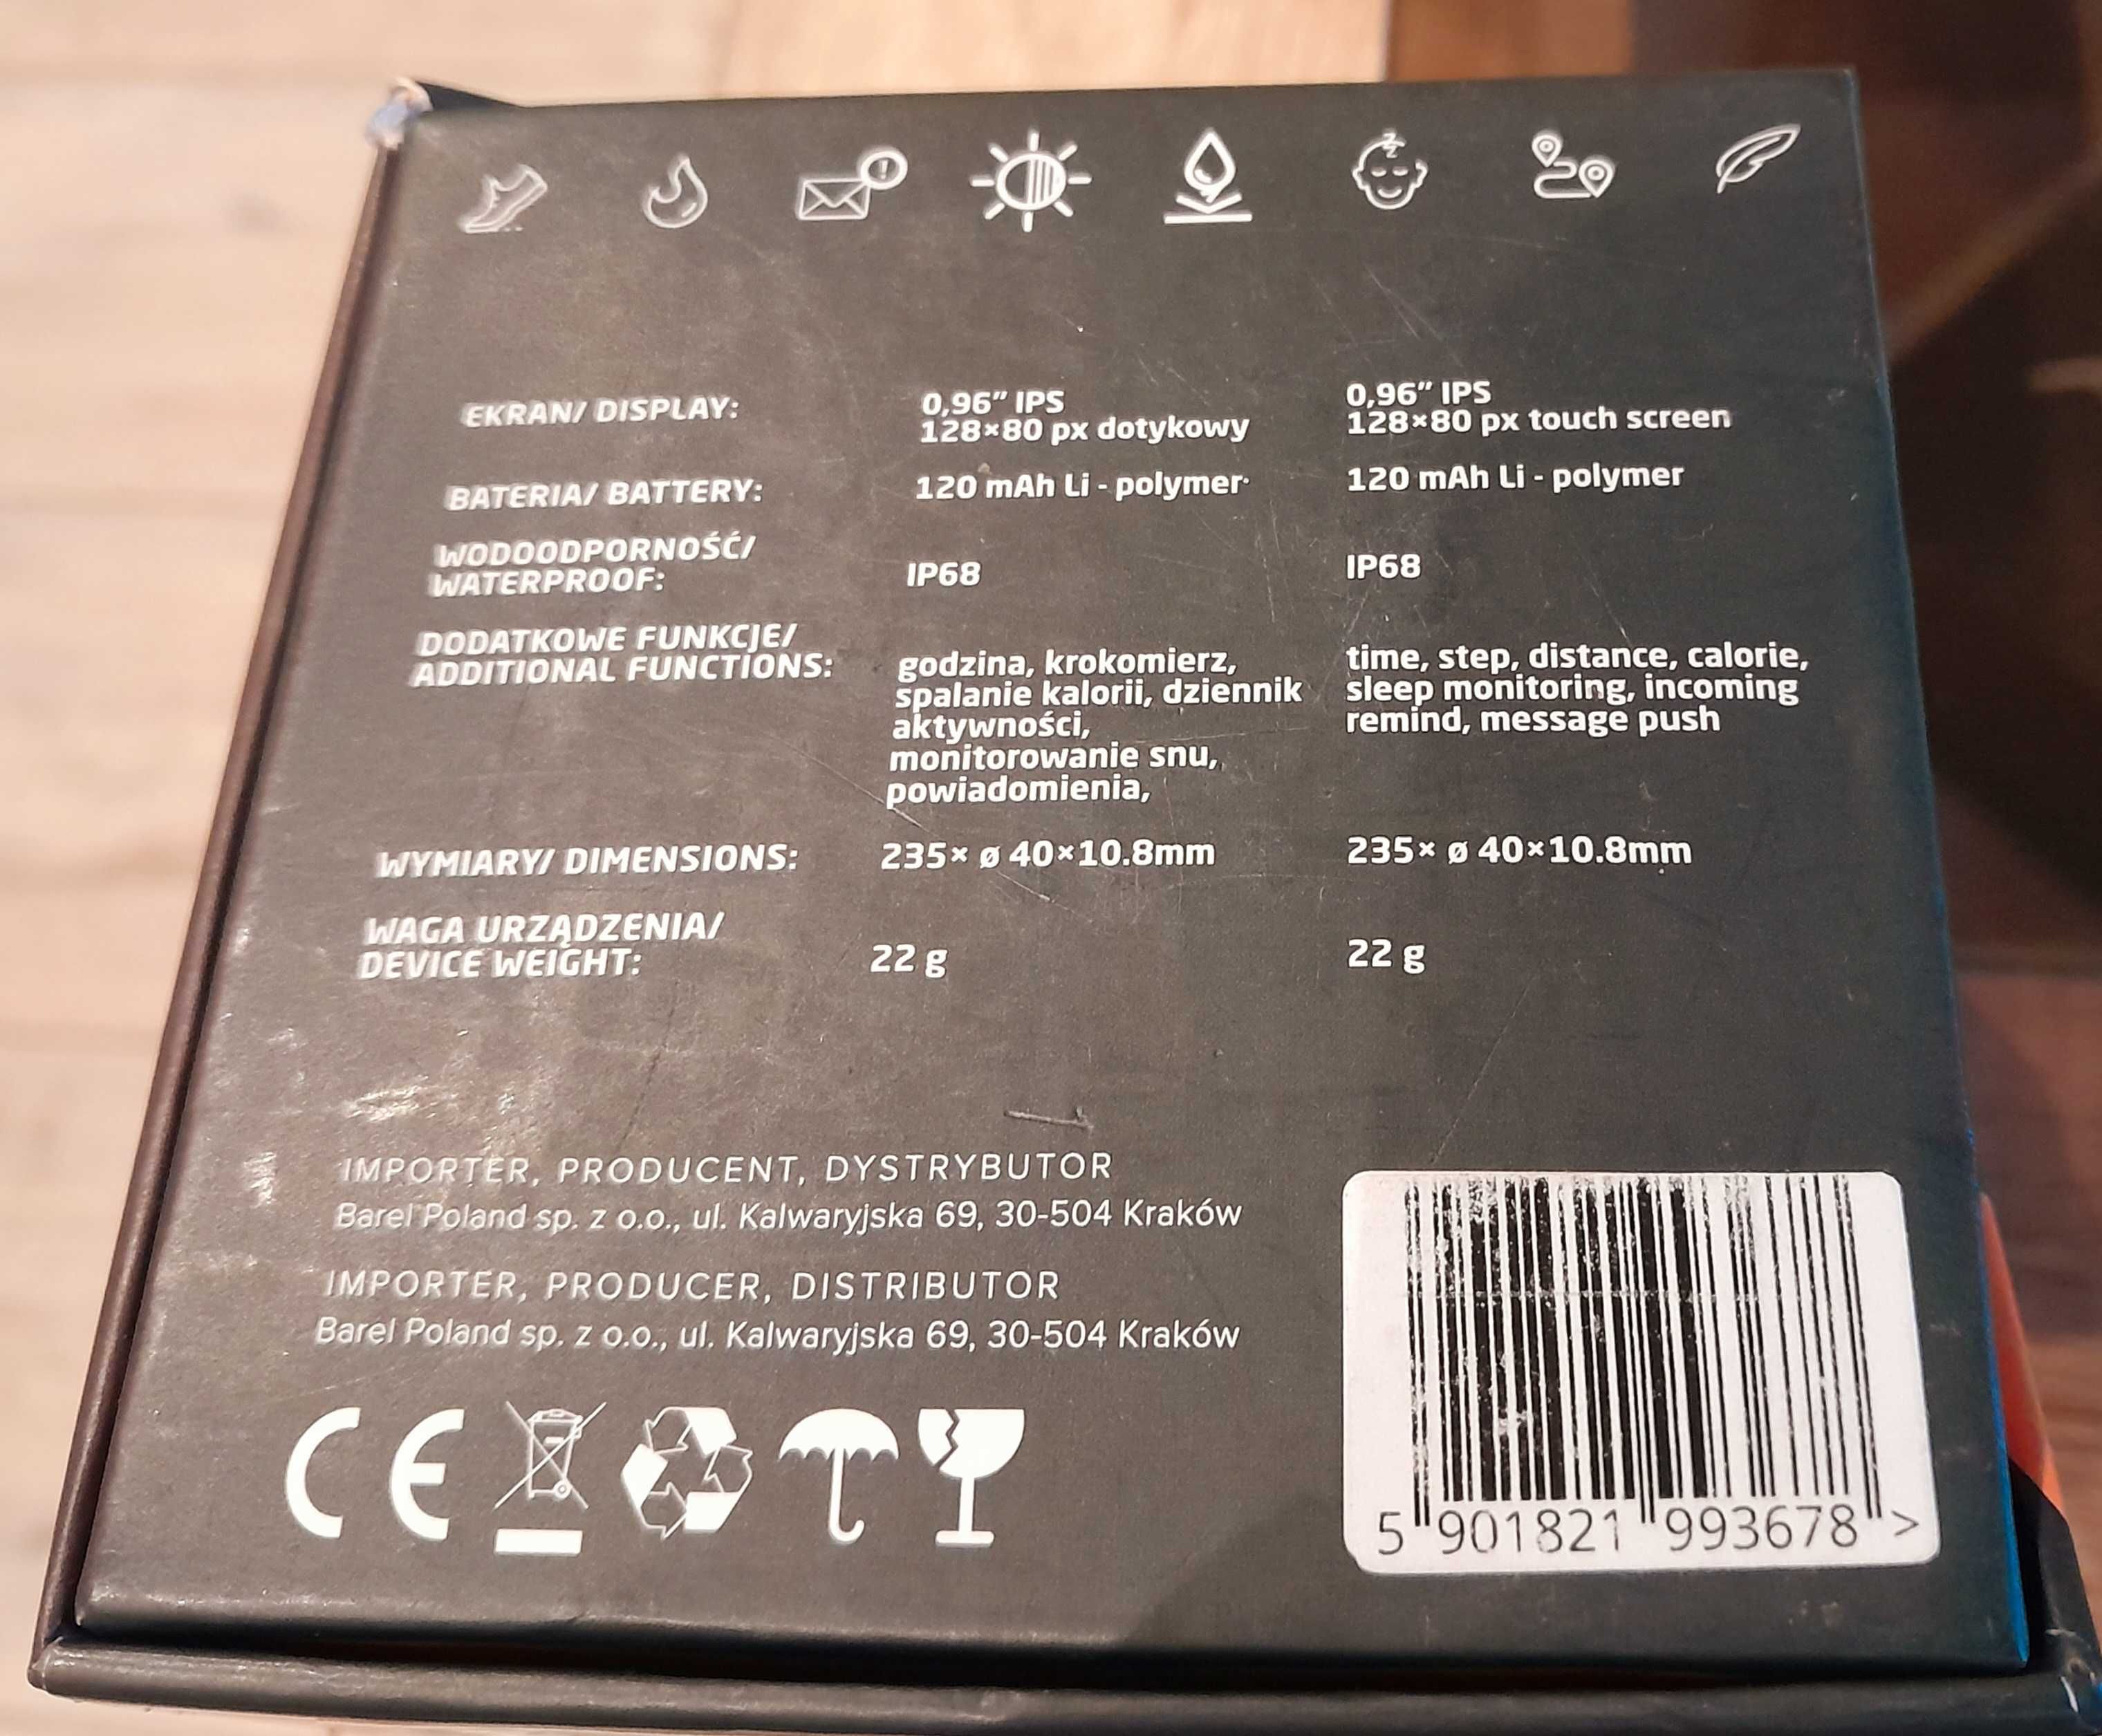 EKRAN/ DISPLAY:
0,96” IPS
128×80 px dotykowy
0,96” IPS
128×80 px touch screen
BATERIA/ BATTERY:
120 mAh Li - polymer
120 mAh Li - polymer
WODOODPORNOŚĆ/
WATERPROOF:
IP68
IP68
DODATKOWE FUNKCJE/
ADDITIONAL FUNCTIONS:
godzina, krokomierz,
spalanie kalorii, dziennik
aktywności,
monitorowanie snu,
powiadomienia,
time, step, distance, calorie,
sleep monitoring, incoming
remind, message push
WYMIARY/ DIMENSIONS:
235× ø 40×10.8mm
235× ø 40×10.8mm
WAGA URZĄDZENIA/
DEVICE WEIGHT:
22 g
22 g
IMPORTER, PRODUCENT, DYSTRYBUTOR
Barel Poland sp. z o.o., ul. Kalwaryjska 69, 30-504 Kraków
IMPORTER, PRODUCER, DISTRIBUTOR
Barel Poland sp. z o.o., ul. Kalwaryjska 69, 30-504 Kraków
CE
5 901821 993678 >